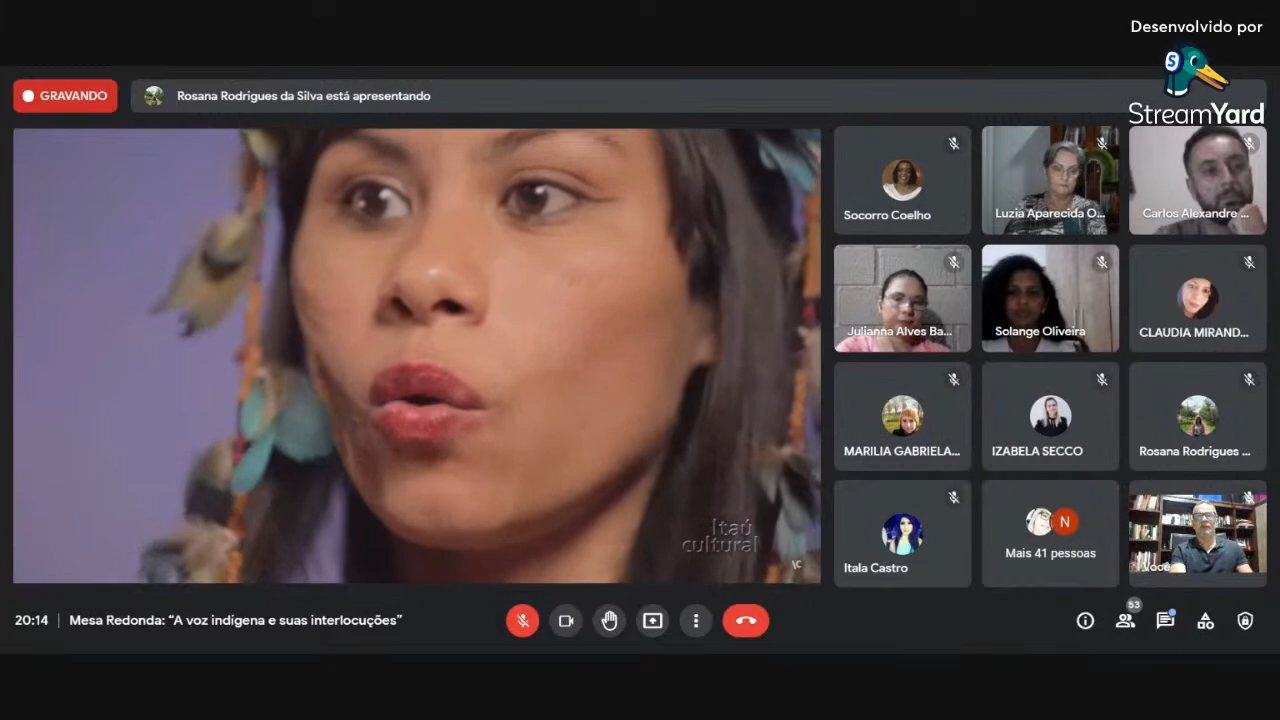 Desenvolvido por
StreamYard
GRAVANDO
Rosana Rodrigues da Silva está apresentando
Socorro Coelho
Luzia Aparecida O...
Carlos Alexandre ...
Julianna Alves Ba...
Solange Oliveira
CLAUDIA MIRAND...
MARILIA GABRIELA...
IZABELA SECCO
Rosana Rodrigues ...
Itaú
cultural
Itala Castro
N
Mais 41 pessoas
Você
20:14 | Mesa Redonda: “A voz indígena e suas interlocuções”
53